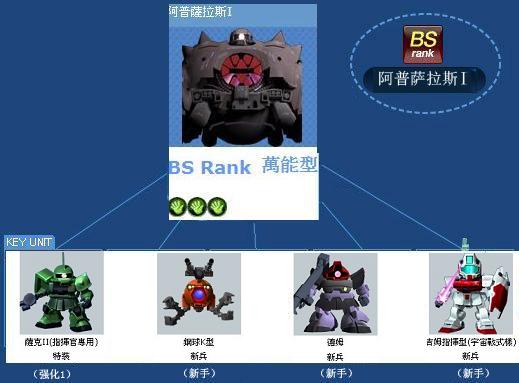 阿普薩拉斯I
BS
rank
阿普萨拉斯I
BS Rank 萬能型
KEY UNIT
薩克II(指揮官專用)
特裝
(强化1)
鋼球K型
新兵
(新手)
德姆
新兵
(新手)
吉姆指揮型(宇宙戰式樣)
新兵
(新手)